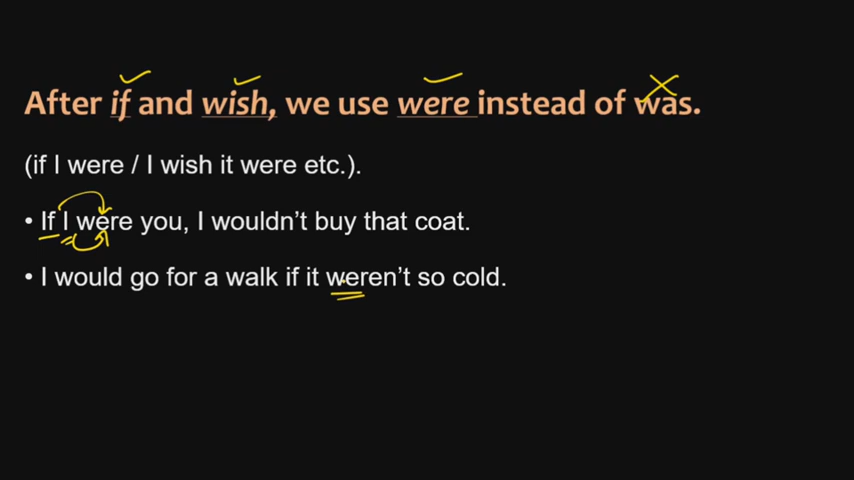 After if and wish, we use were instead of was.
(if I were / I wish it were etc.).
• If I were you, I wouldn't buy that coat.
• I would go for a walk if it weren't so cold.